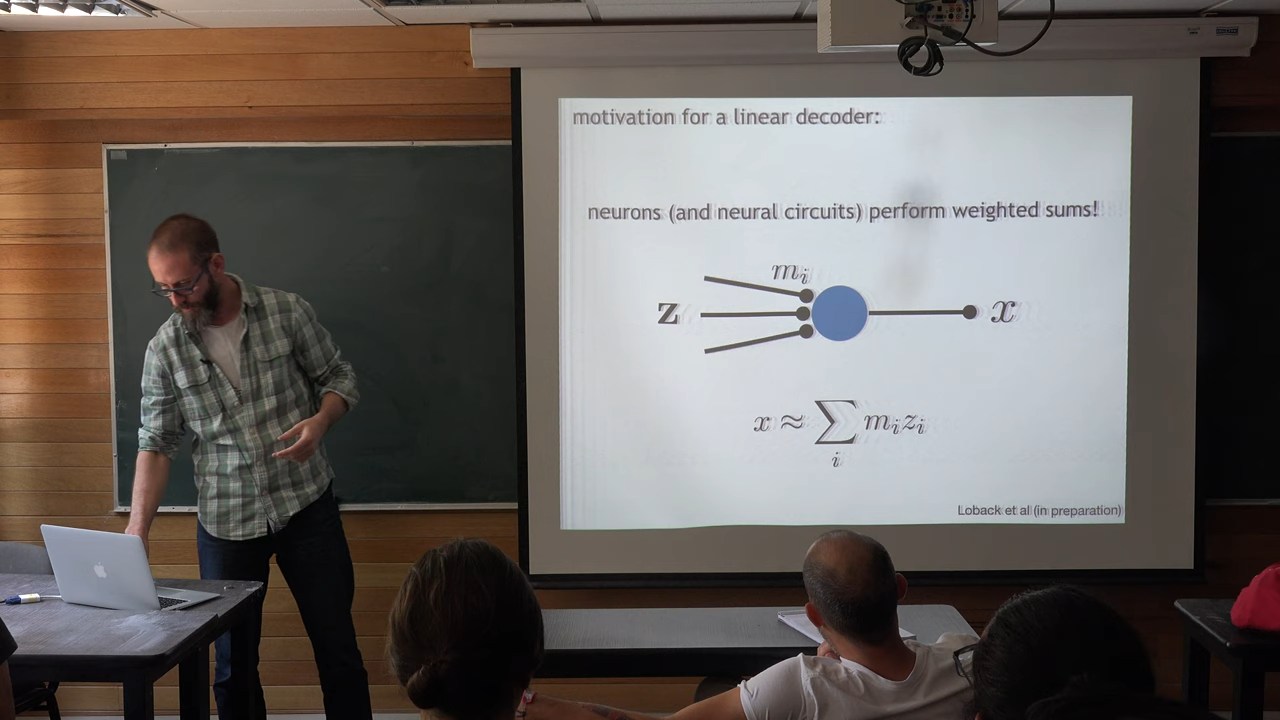 motivation for a linear decoder:
neurons (and neural circuits) perform weighted sums!
mᵢ
z
x
x ≈ ∑ mᵢzᵢ
i
Loback et al (in preparation)